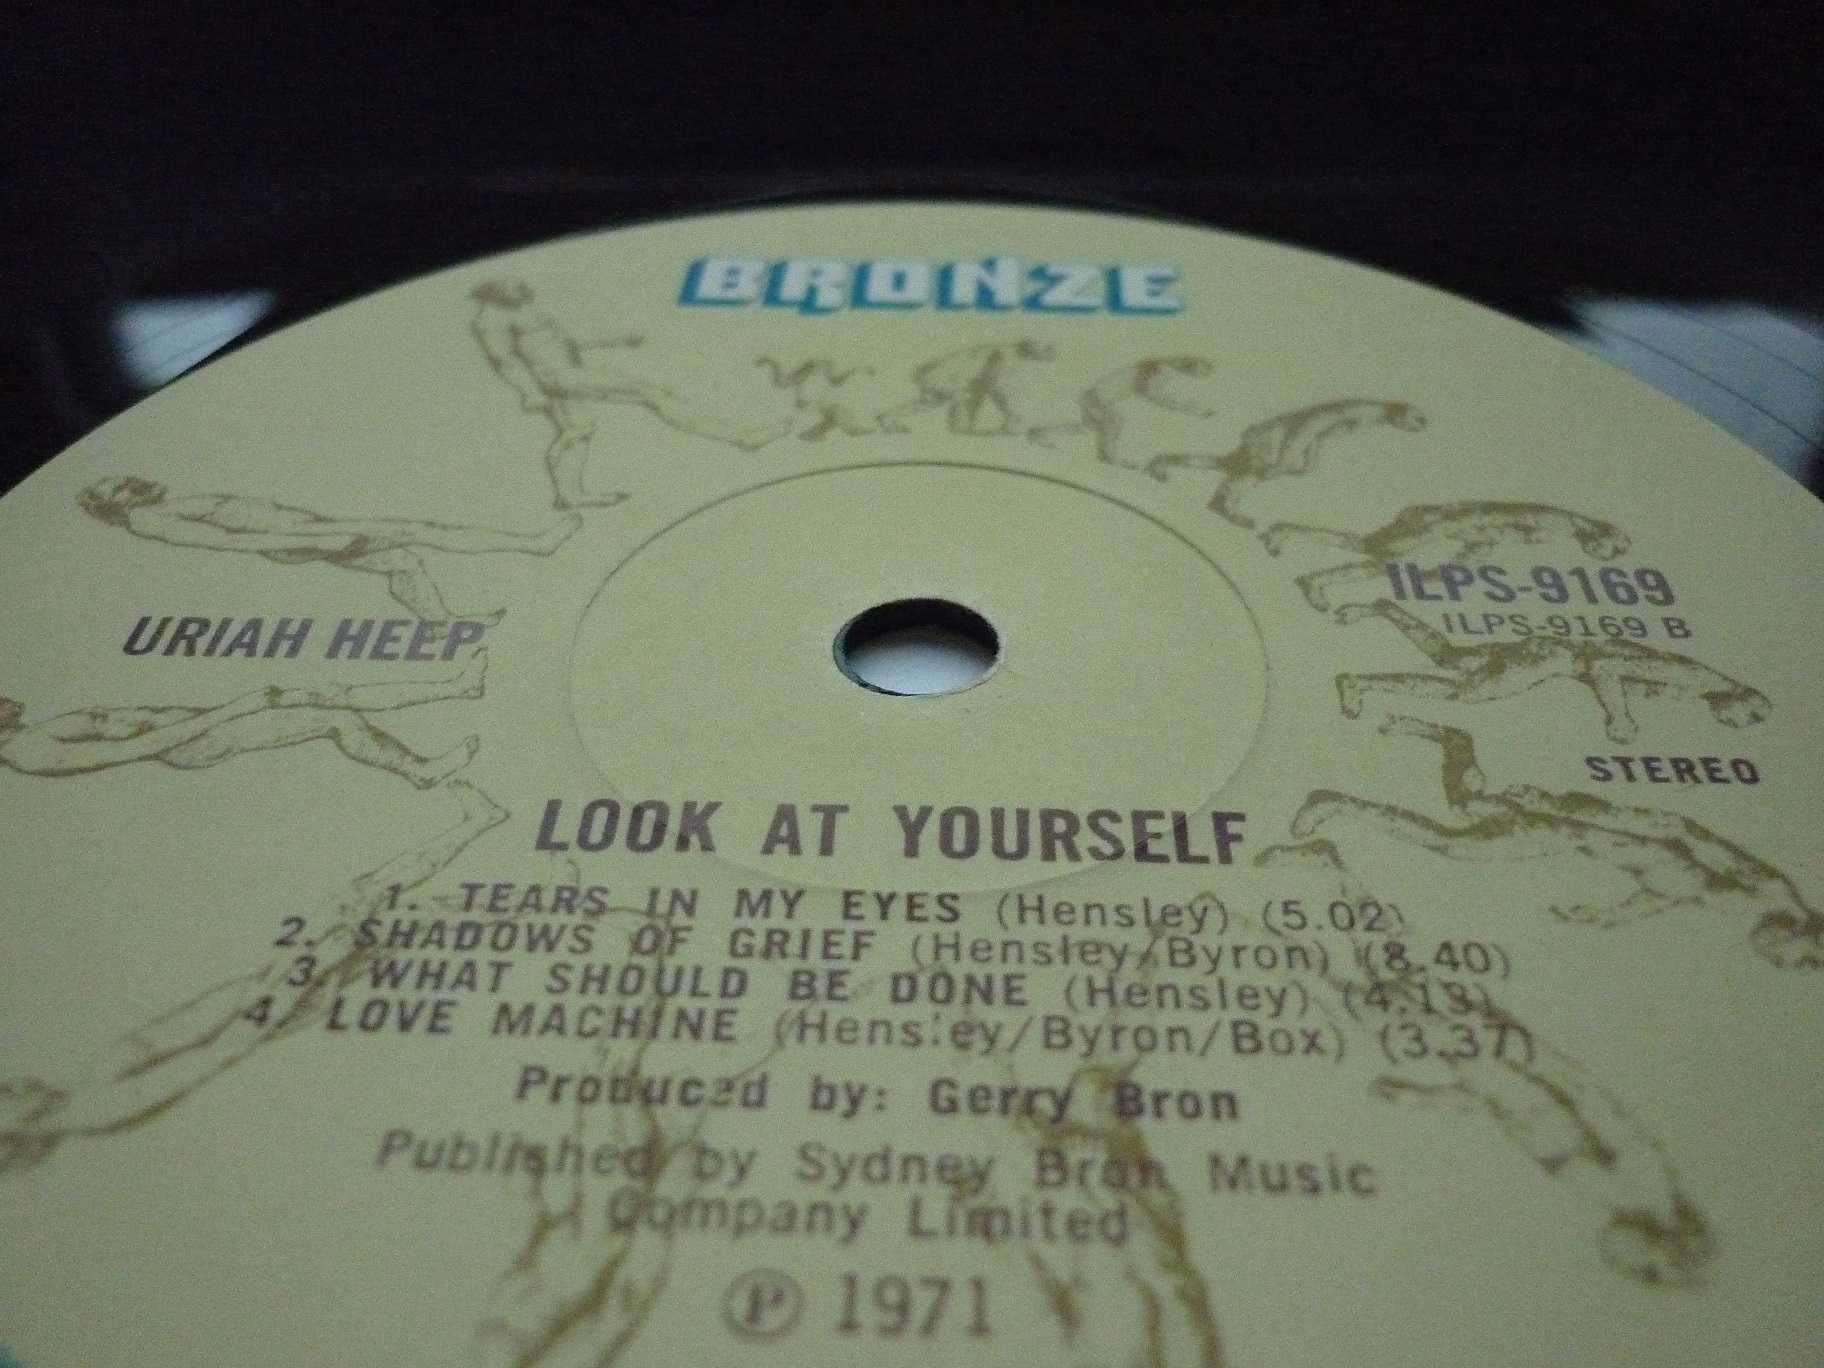 BRONZE
URIAH HEEP
ILPS-9169
ILPS-9169 B
STEREO
LOOK AT YOURSELF
1. TEARS IN MY EYES (Hensley) (5.02)
2. SHADOWS OF GRIEF (Hensley/Byron) (8.40)
3. WHAT SHOULD BE DONE (Hensley) (4.13)
4. LOVE MACHINE (Hensley/Byron/Box) (3.37)
Produced by: Gerry Bron
Published by Sydney Bron Music
Company Limited
Ⓟ 1971